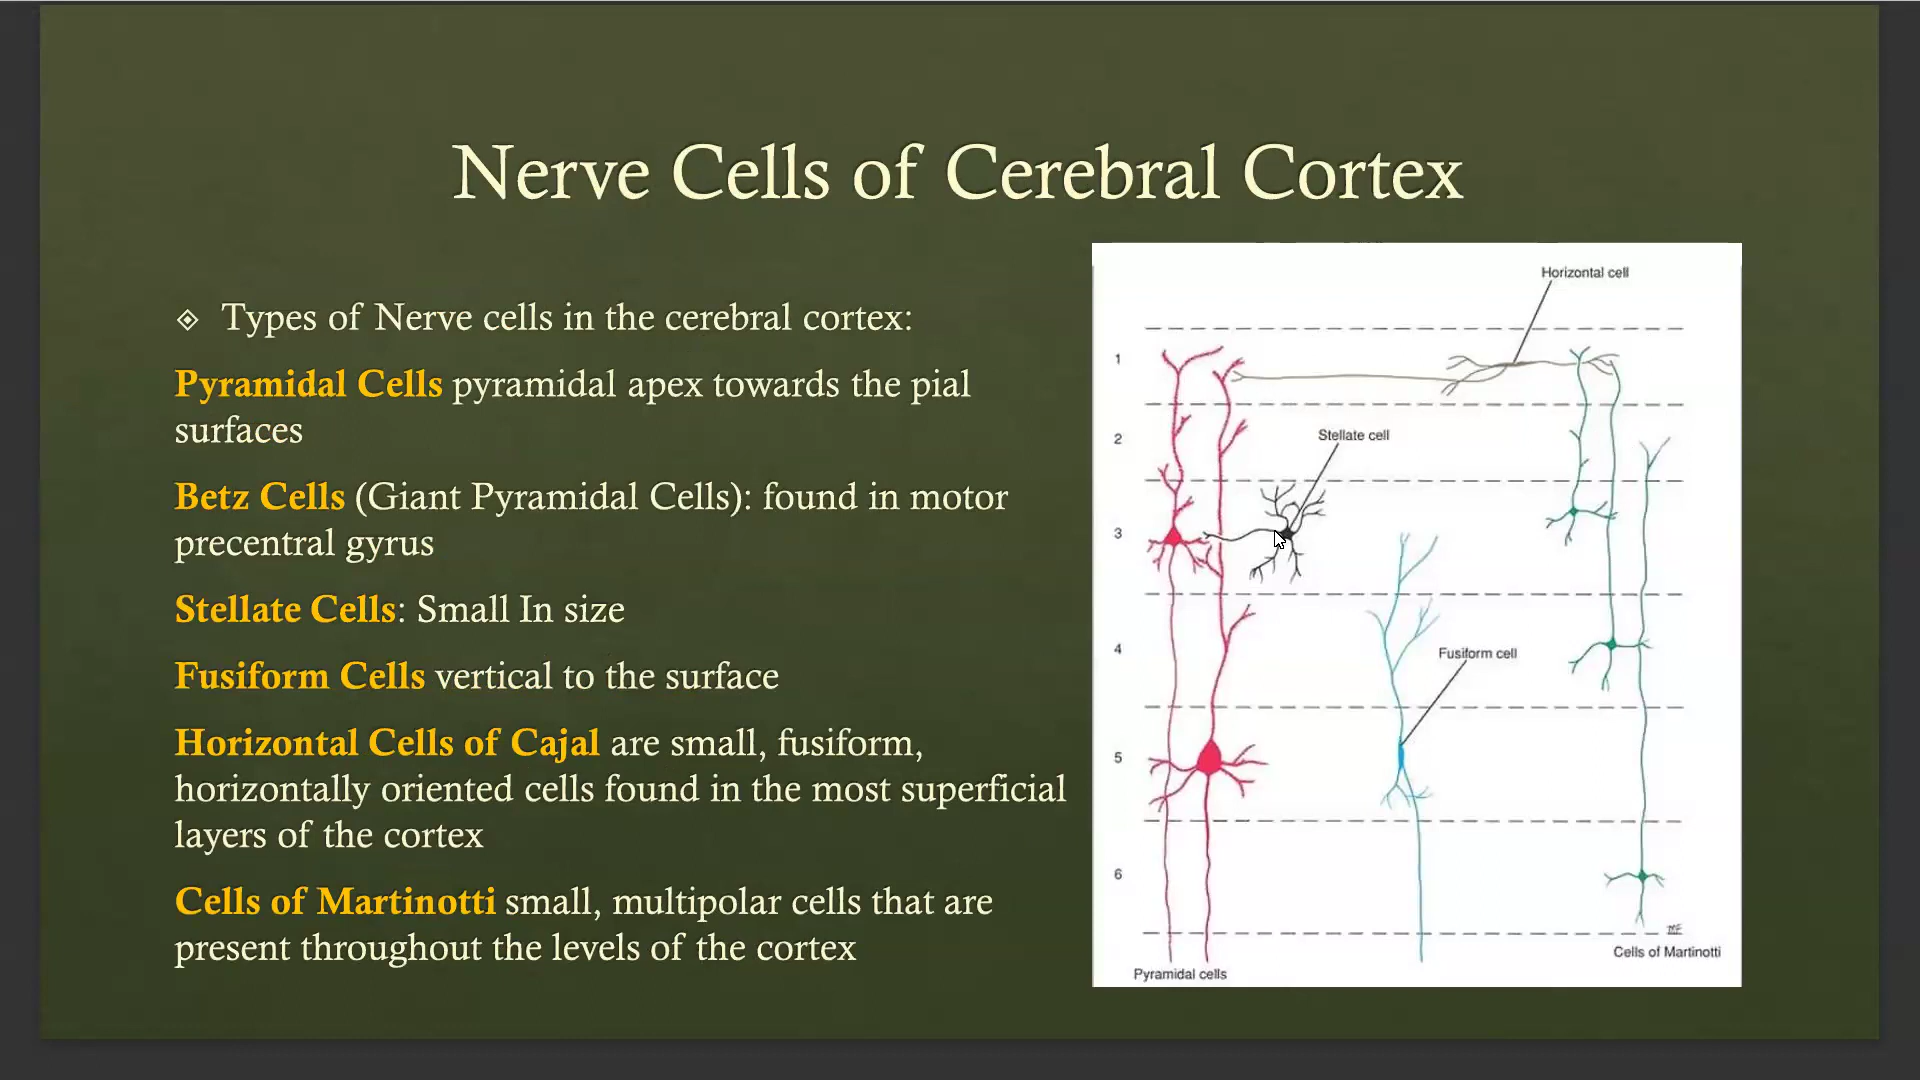 Nerve Cells of Cerebral Cortex
Types of Nerve cells in the cerebral cortex:
Pyramidal Cells pyramidal apex towards the pial
surfaces
Betz Cells (Giant Pyramidal Cells): found in motor
precentral gyrus
Stellate Cells: Small In size
Fusiform Cells vertical to the surface
Horizontal Cells of Cajal are small, fusiform,
horizontally oriented cells found in the most superficial
layers of the cortex
Cells of Martinotti small, multipolar cells that are
present throughout the levels of the cortex
Horizontal cell
1
2
Stellate cell
3
4
Fusiform cell
5
6
Cells of Martinotti
Pyramidal cells